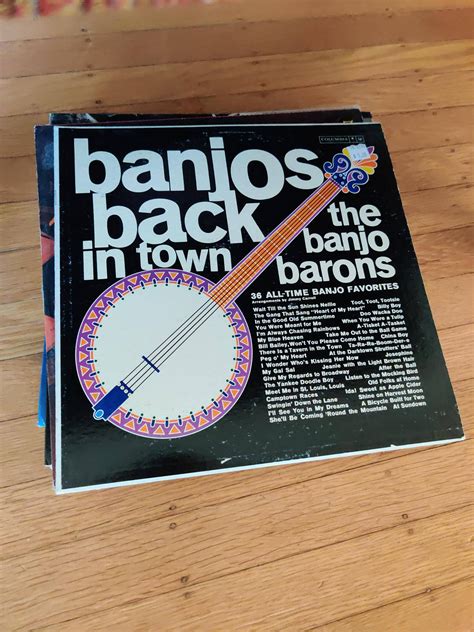 COLUMBIA
banjos
back
in town
the
banjo
barons
36 ALL-TIME BANJO FAVORITES
Arrangements by Jimmy Carroll
Wait Till the Sun Shines Nellie Toot, Toot, Tootsie
The Gang That Sang "Heart of My Heart" Billy Boy
In the Good Old Summertime Doo Wacka Doo
You Were Meant for Me When You Wore a Tulip
I'm Always Chasing Rainbows A-Tisket A-Tasket
My Blue Heaven Take Me Out to the Ball Game
Bill Bailey, Won't You Please Come Home China Boy
There Is a Tavern in the Town Ta-Ra-Ra-Boom-Der-é
Peg o' My Heart At the Darktown Strutters' Ball
I Wonder Who's Kissing Her Now Josephine
My Gal Sal Jeanie with the Light Brown Hair
Give My Regards to Broadway After the Ball
The Yankee Doodle Boy Listen to the Mocking Bird
Meet Me in St. Louis, Louis Old Folks at Home
Camptown Races Ida! Sweet as Apple Cider
Swingin' Down the Lane Shine on Harvest Moon
I'll See You in My Dreams A Bicycle Built for Two
She'll Be Coming 'Round the Mountain At Sundown